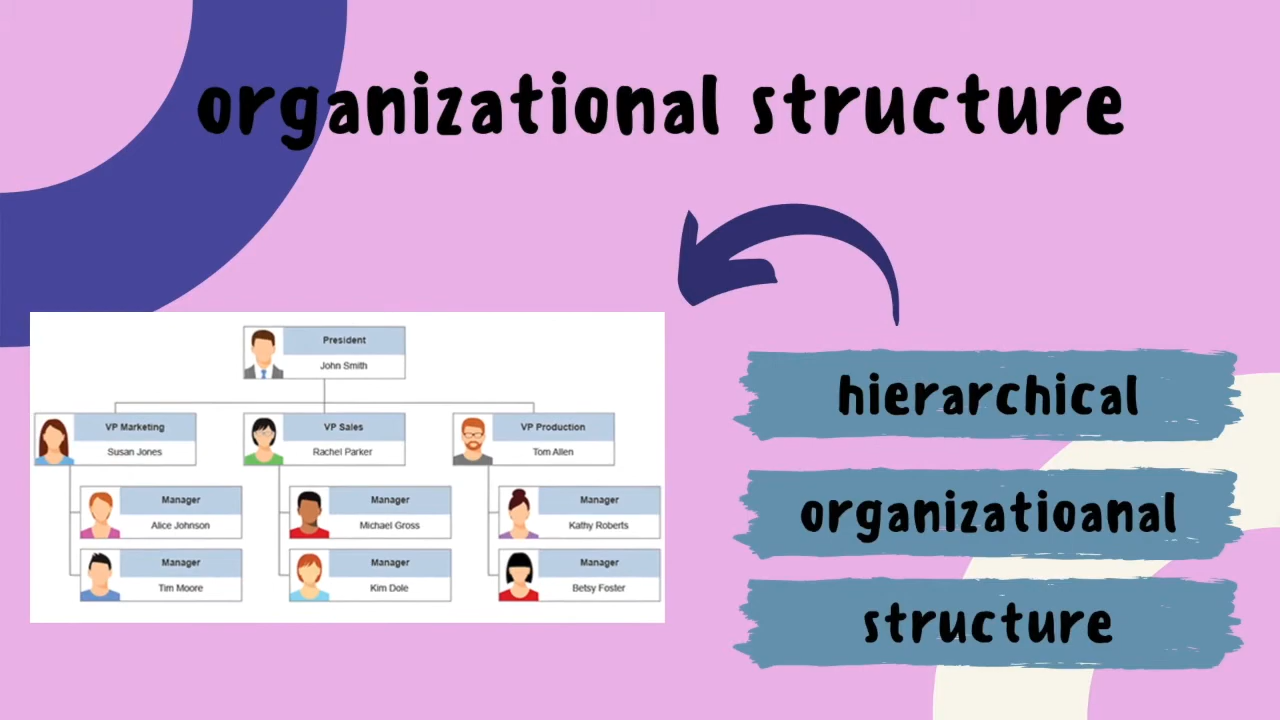 organizational structure
President
John Smith
VP Marketing
Susan Jones
VP Sales
Rachel Parker
VP Production
Tom Allen
Manager
Alice Johnson
Manager
Michael Gross
Manager
Kathy Roberts
Manager
Tim Moore
Manager
Kim Dole
Manager
Betsy Foster
hierarchical
organizatioanal
structure